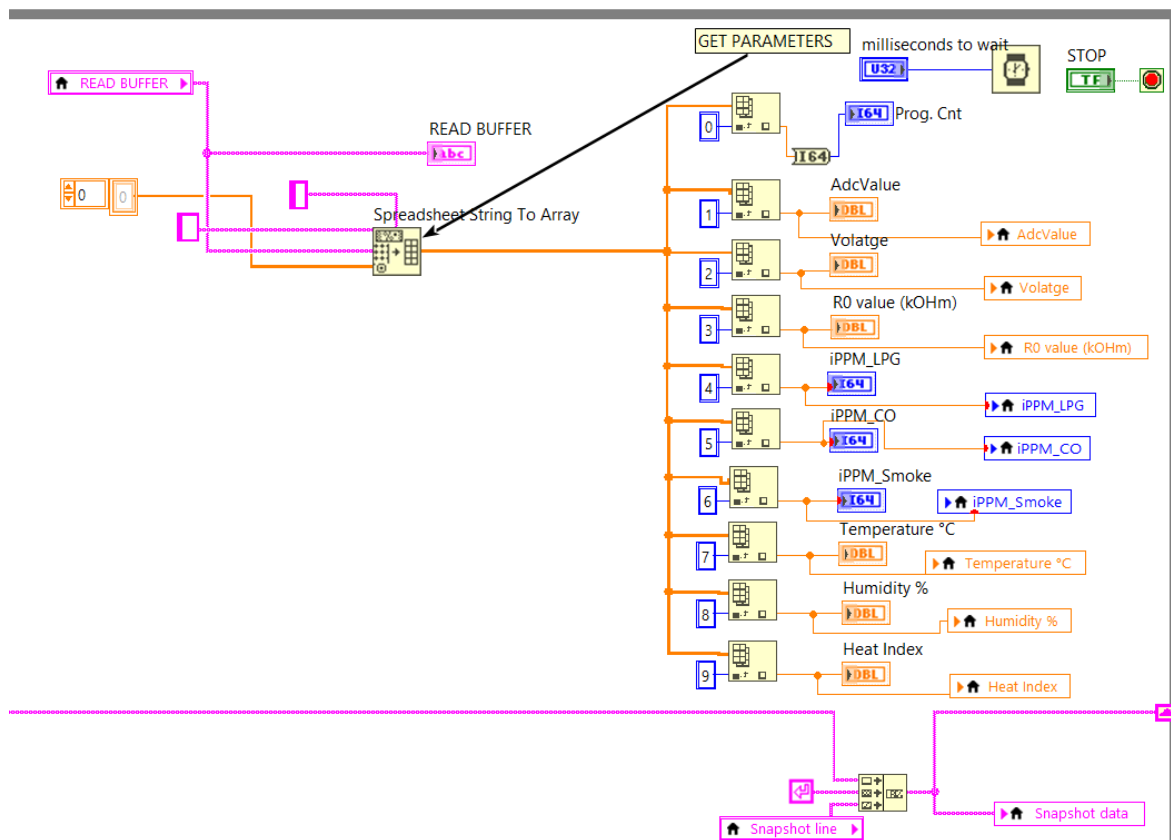 GET PARAMETERS
milliseconds to wait
U32
STOP
TF
READ BUFFER
READ BUFFER
abc
0
0
Spreadsheet String To Array
0
I64
I64
Prog. Cnt
1
AdcValue
DBL
AdcValue
2
Volatge
DBL
Volatge
3
R0 value (kOHm)
DBL
R0 value (kOHm)
4
iPPM_LPG
I64
iPPM_LPG
5
iPPM_CO
I64
iPPM_CO
6
iPPM_Smoke
I64
iPPM_Smoke
7
Temperature °C
DBL
Temperature °C
8
Humidity %
DBL
Humidity %
9
Heat Index
DBL
Heat Index
Snapshot line
Snapshot data